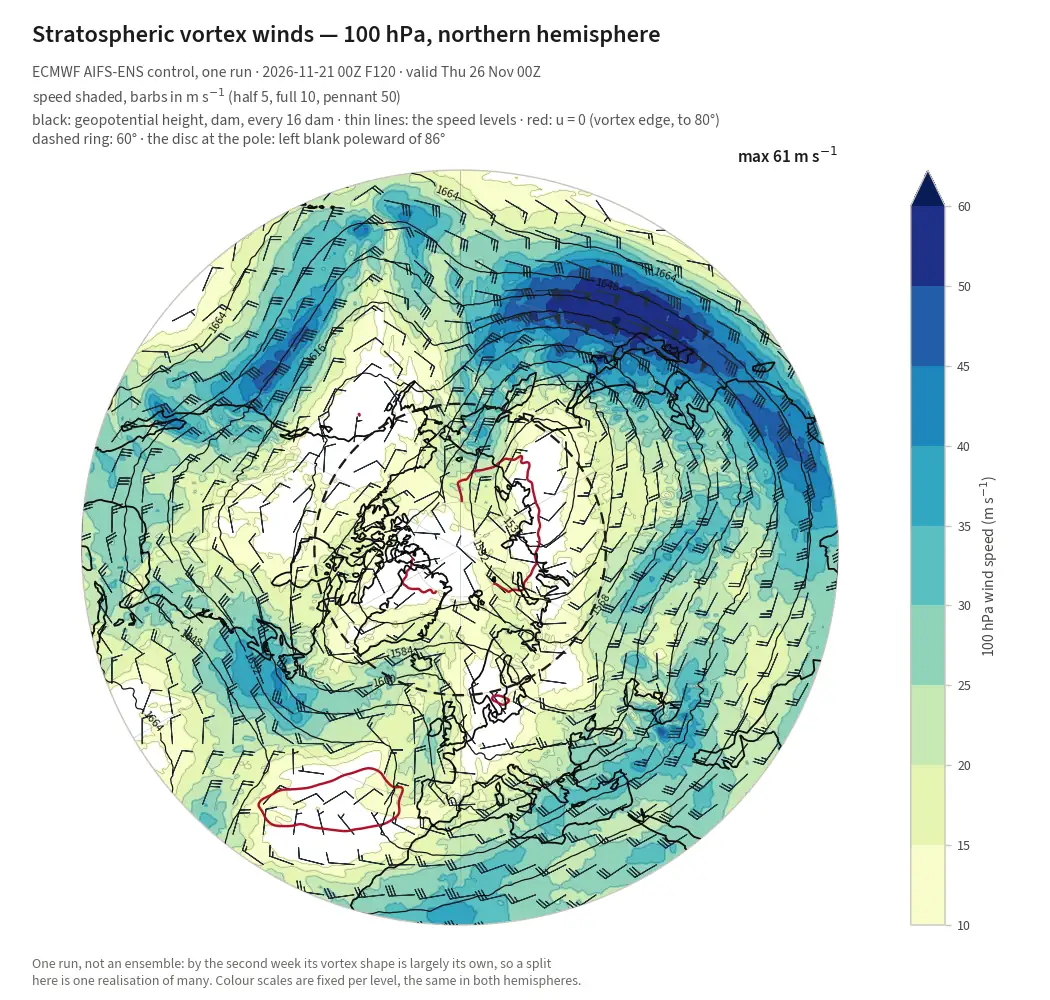 Stratospheric vortex winds — 100 hPa, northern hemisphere
ECMWF AIFS-ENS control, one run · 2026-11-21 00Z F120 · valid Thu 26 Nov 00Z
speed shaded, barbs in m s⁻¹ (half 5, full 10, pennant 50)
black: geopotential height, dam, every 16 dam · thin lines: the speed levels · red: u = 0 (vortex edge, to 80°)
dashed ring: 60° · the disc at the pole: left blank poleward of 86°
max 61 m s⁻¹
1664
1664
1648
1664
1616
1584
1600
1648
1664
60
50
45
40
35
30
25
20
15
10
100 hPa wind speed (m s⁻¹)
One run, not an ensemble: by the second week its vortex shape is largely its own, so a split
here is one realisation of many. Colour scales are fixed per level, the same in both hemispheres.